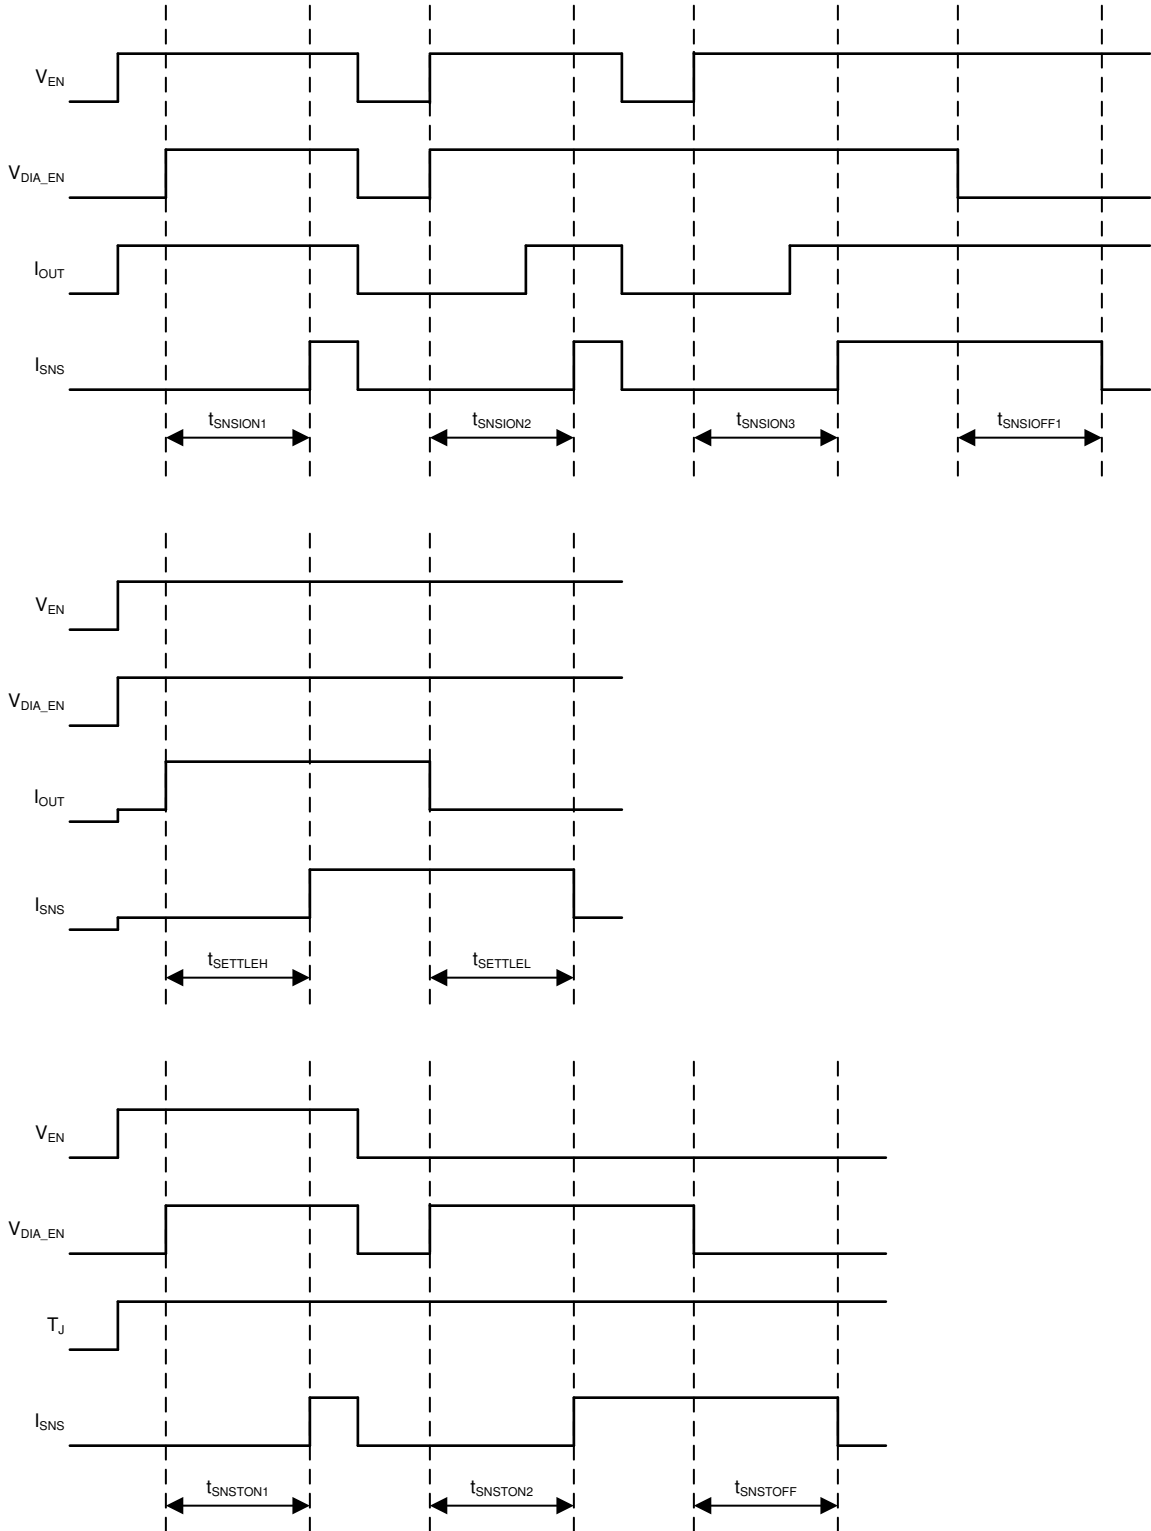 VEN
VDIA_EN
IOUT
ISNS
tSNSION1 tSNSION2 tSNSION3 tSNSIOFF1
VEN
VDIA_EN
IOUT
ISNS
tSETTLEH tSETTLEL
VEN
VDIA_EN
TJ
ISNS
tSNSTON1 tSNSTON2 tSNSTOFF